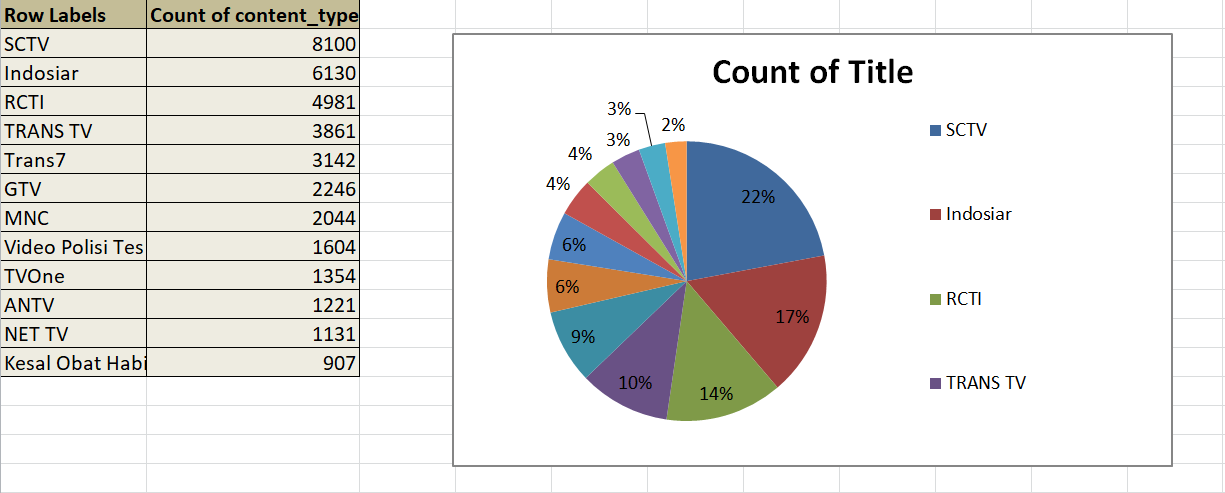 Row Labels Count of content_type
SCTV 8100
Indosiar 6130
RCTI 4981
TRANS TV 3861
Trans7 3142
GTV 2246
MNC 2044
Video Polisi Tes 1604
TVOne 1354
ANTV 1221
NET TV 1131
Kesal Obat Habi 907
Count of Title
3%
2%
3%
4%
4%
22%
6%
6%
17%
9%
10%
14%
SCTV
Indosiar
RCTI
TRANS TV